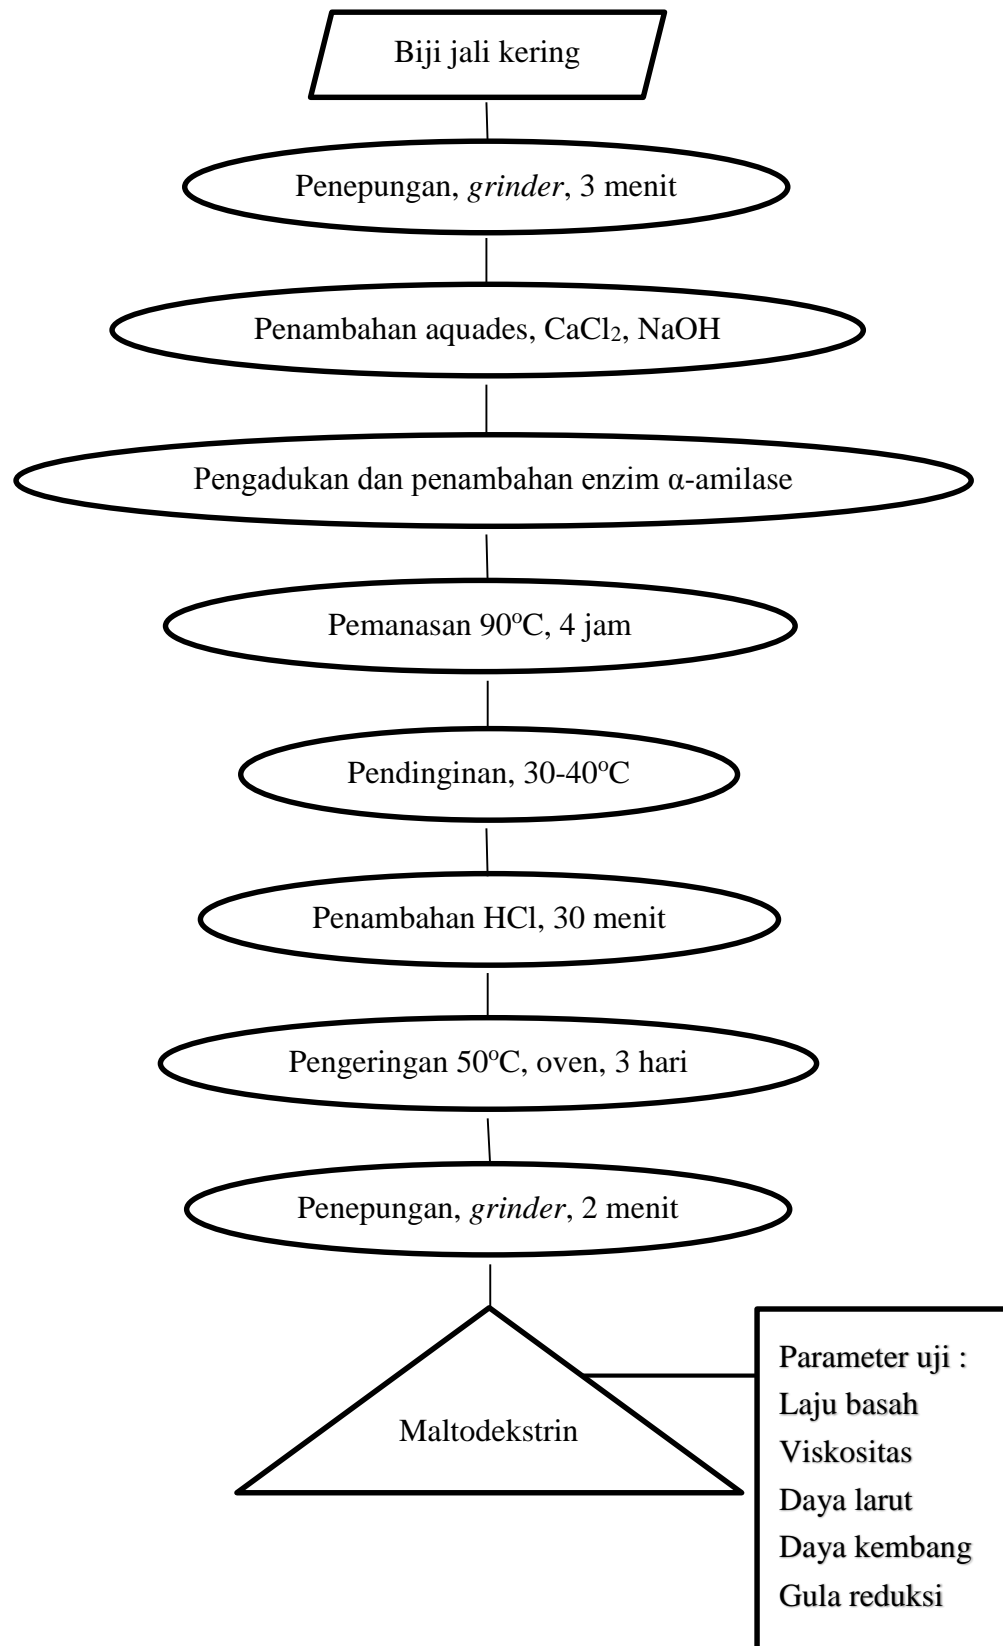 Biji jali kering
Penepungan, grinder, 3 menit
Penambahan aquades, CaCl₂, NaOH
Pengadukan dan penambahan enzim α-amilase
Pemanasan 90ºC, 4 jam
Pendinginan, 30-40ºC
Penambahan HCl, 30 menit
Pengeringan 50ºC, oven, 3 hari
Penepungan, grinder, 2 menit
Maltodekstrin
Parameter uji :
Laju basah
Viskositas
Daya larut
Daya kembang
Gula reduksi